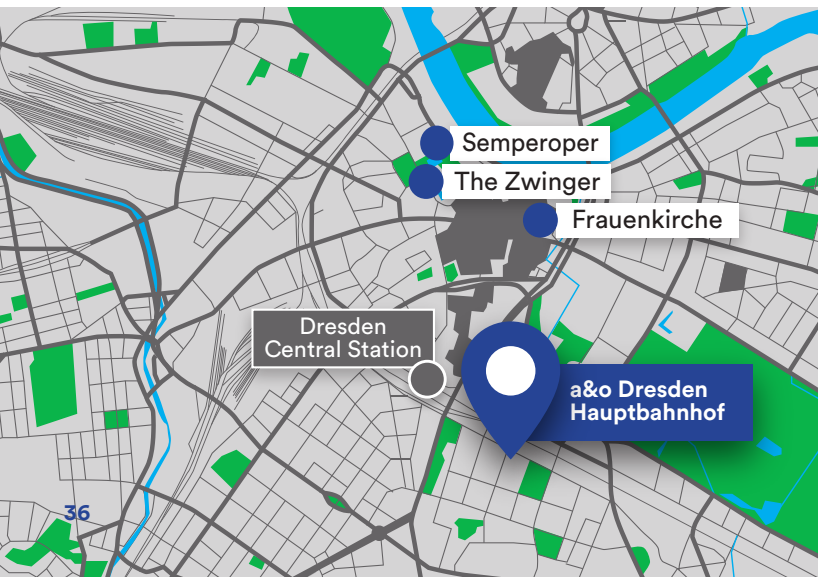 Semperoper
The Zwinger
Frauenkirche
Dresden
Central Station
a&o Dresden
Hauptbahnhof
36